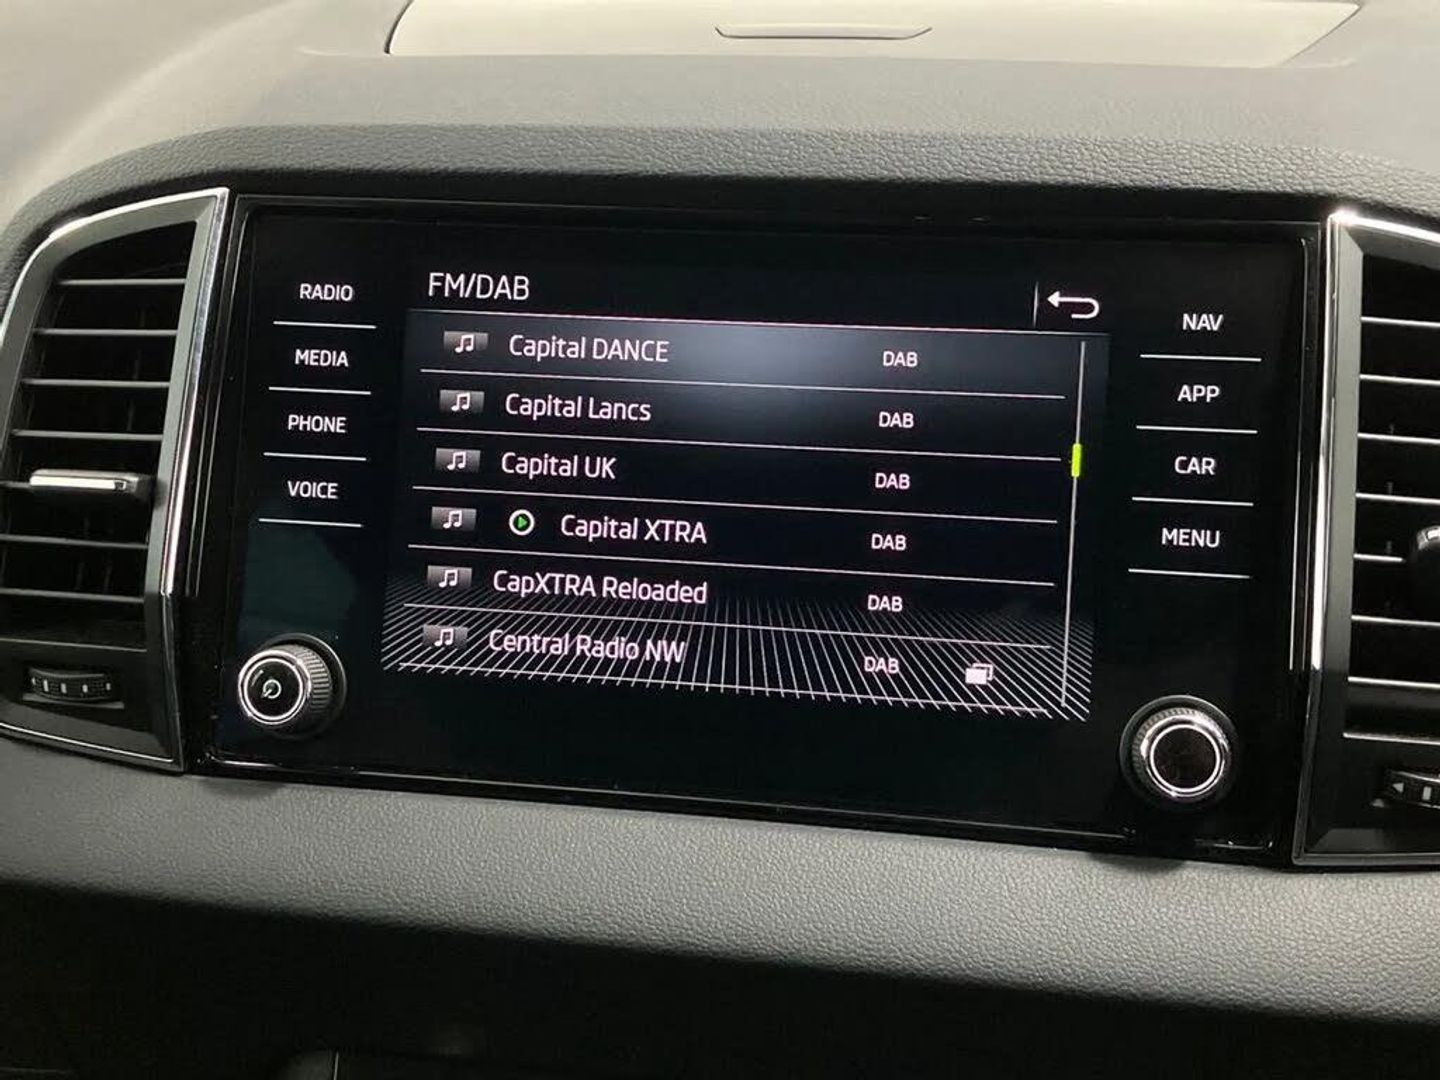 FM/DAB
RADIO
MEDIA
PHONE
VOICE
Capital DANCE DAB
Capital Lancs DAB
Capital UK DAB
Capital XTRA DAB
CapXTRA Reloaded DAB
Central Radio NW DAB
NAV
APP
CAR
MENU